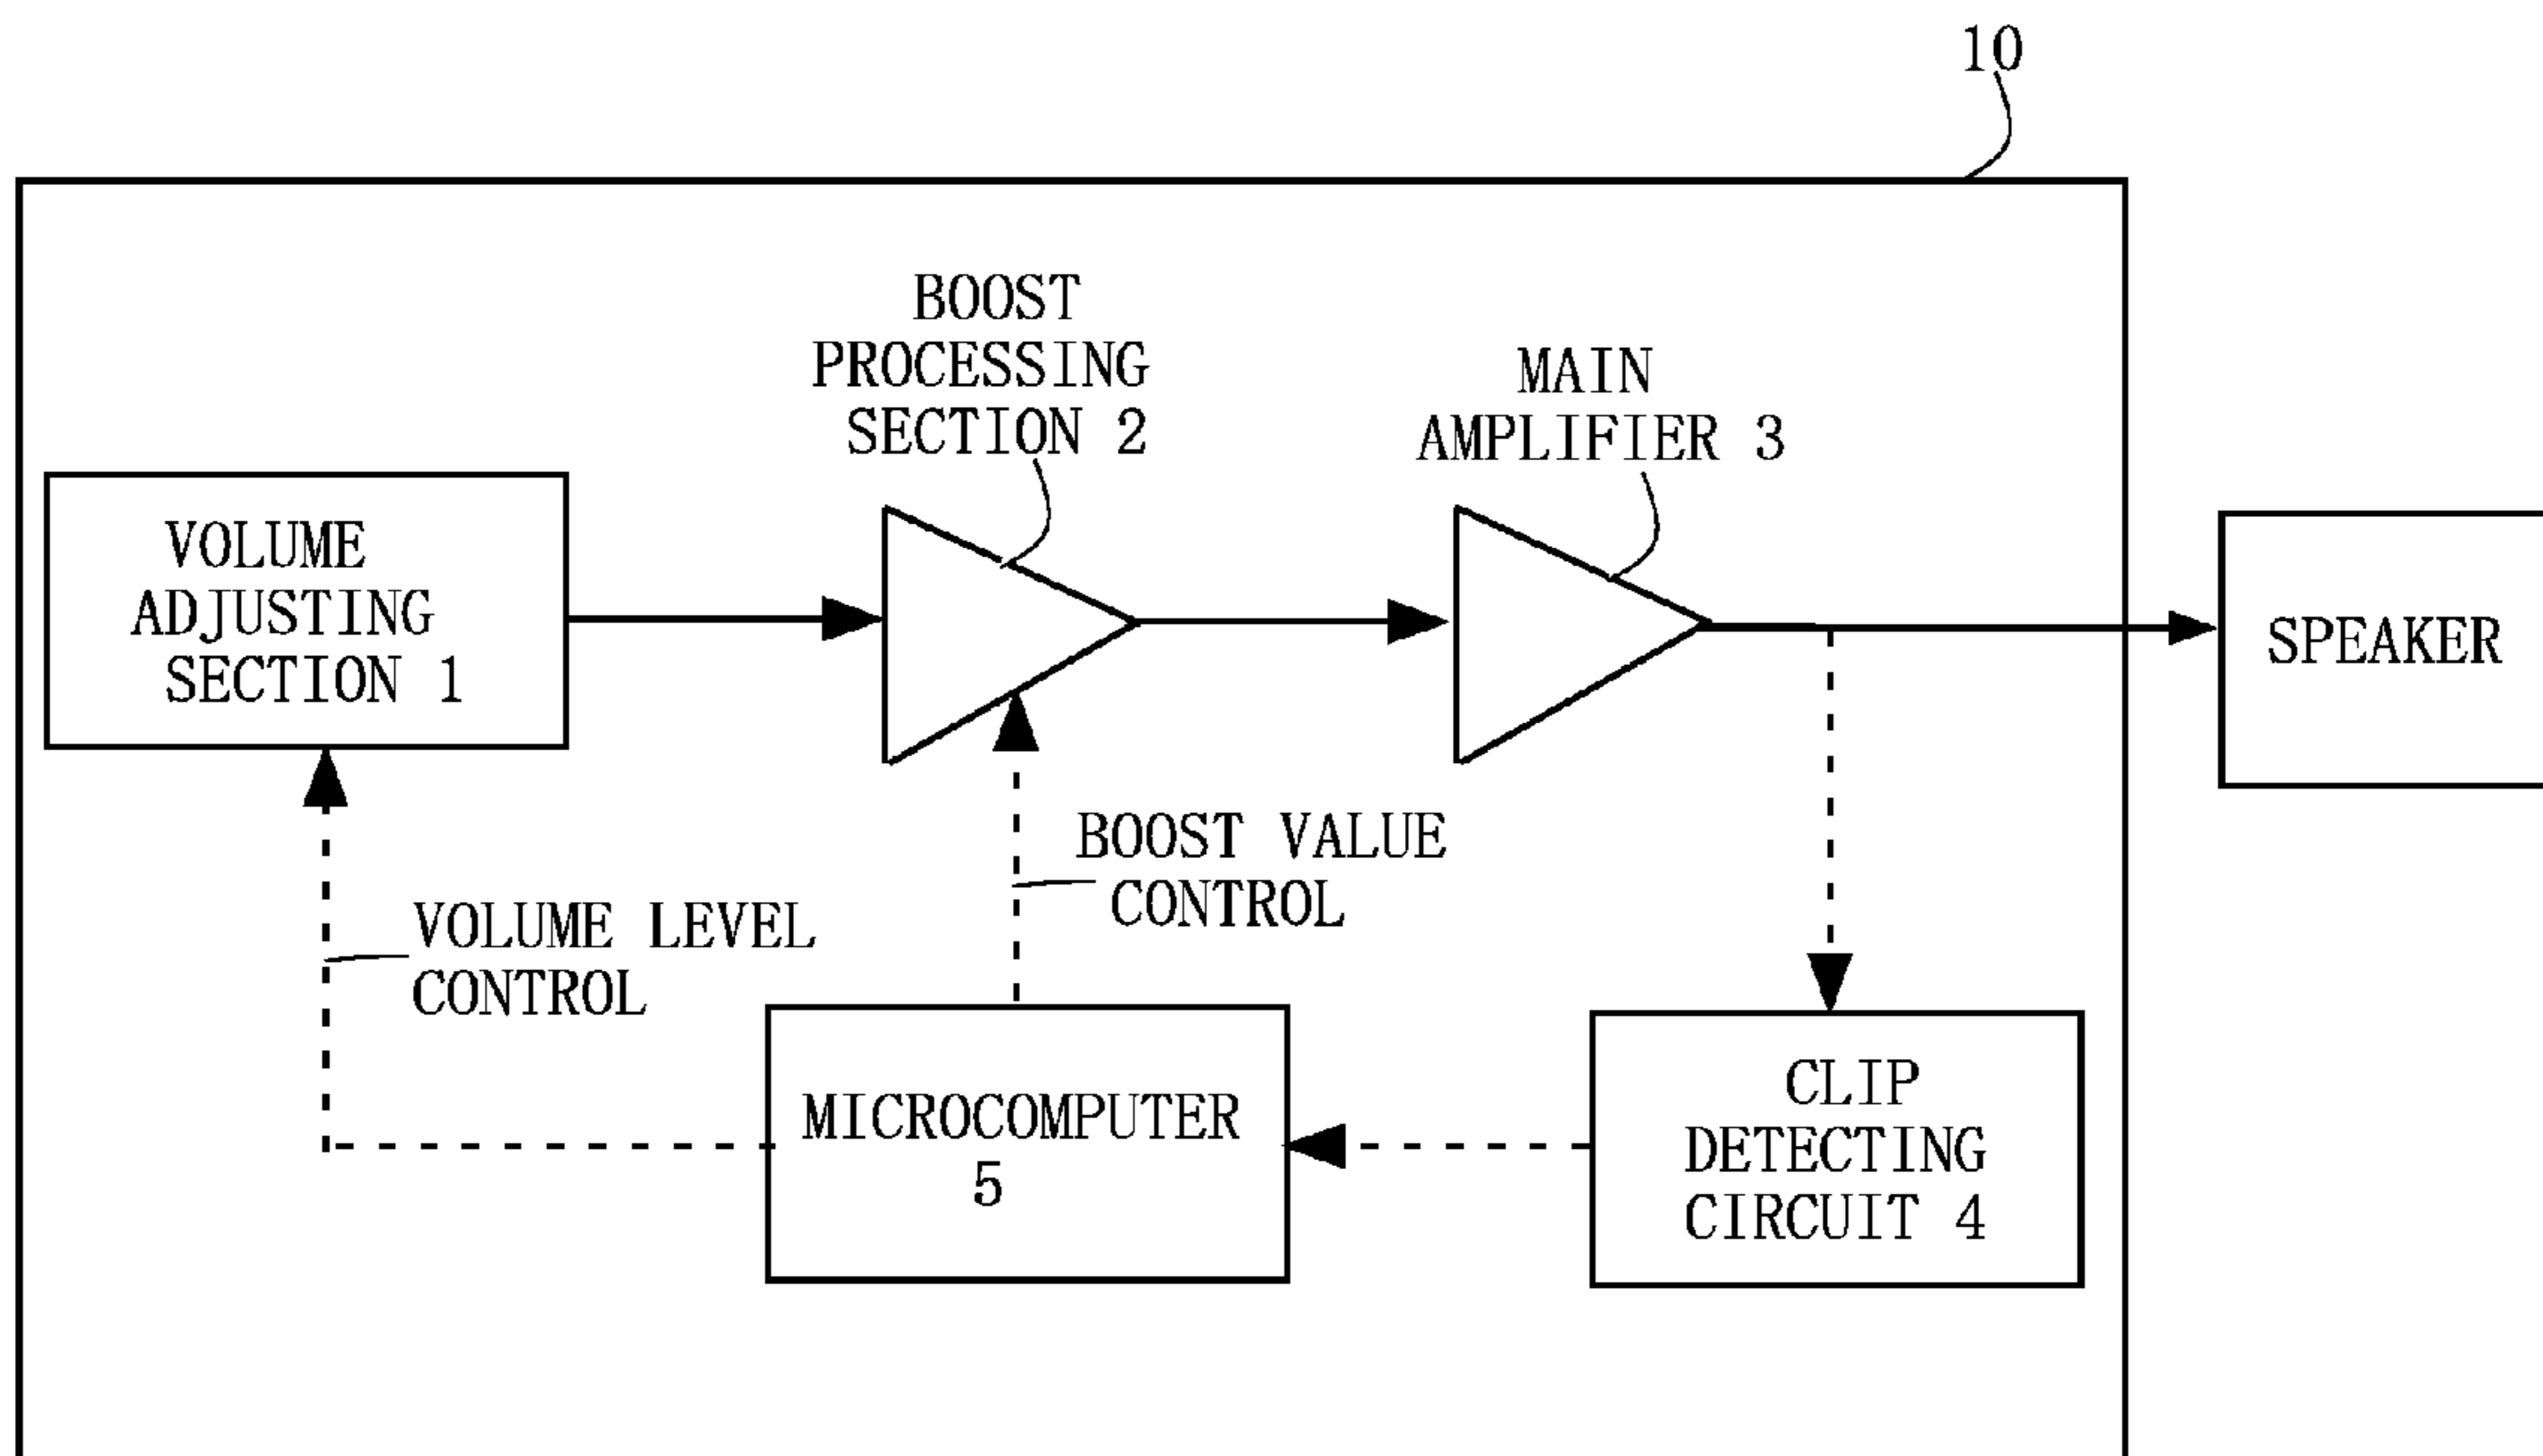 10
BOOST
PROCESSING
SECTION 2
MAIN
AMPLIFIER 3
VOLUME
ADJUSTING
SECTION 1
SPEAKER
BOOST VALUE
CONTROL
VOLUME LEVEL
CONTROL
MICROCOMPUTER
5
CLIP
DETECTING
CIRCUIT 4